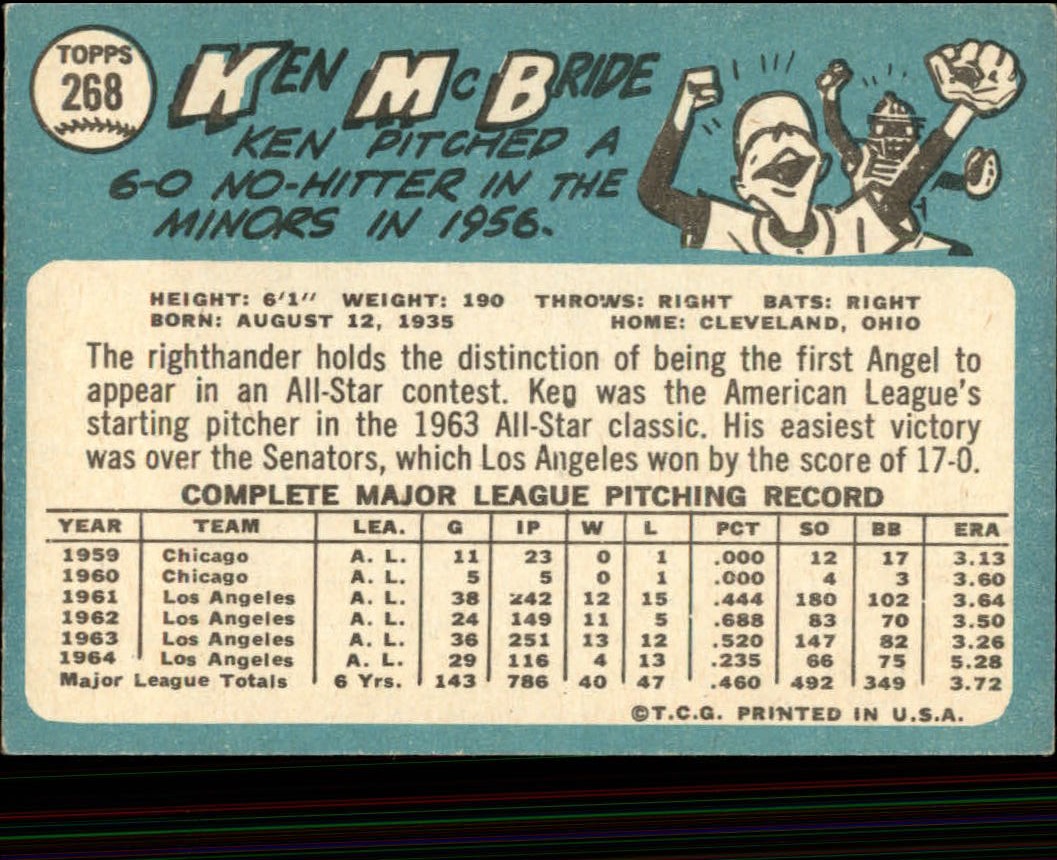 TOPPS
268
KEN MCBRIDE
KEN PITCHED A
6-0 NO-HITTER IN THE
MINORS IN 1956.
HEIGHT: 6'1" WEIGHT: 190 THROWS: RIGHT BATS: RIGHT
BORN: AUGUST 12, 1935 HOME: CLEVELAND, OHIO
The righthander holds the distinction of being the first Angel to
appear in an All-Star contest. Ken was the American League's
starting pitcher in the 1963 All-Star classic. His easiest victory
was over the Senators, which Los Angeles won by the score of 17-0.
COMPLETE MAJOR LEAGUE PITCHING RECORD
YEAR TEAM LEA. G IP W L PCT SO BB ERA
1959 Chicago A. L. 11 23 0 1 .000 12 17 3.13
1960 Chicago A. L. 5 5 0 1 .000 4 3 3.60
1961 Los Angeles A. L. 38 242 12 15 .444 180 102 3.64
1962 Los Angeles A. L. 24 149 11 5 .688 83 70 3.50
1963 Los Angeles A. L. 36 251 13 12 .520 147 82 3.26
1964 Los Angeles A. L. 29 116 4 13 .235 66 75 5.28
Major League Totals 6 Yrs. 143 786 40 47 .460 492 349 3.72
©T.C.G. PRINTED IN U.S.A.